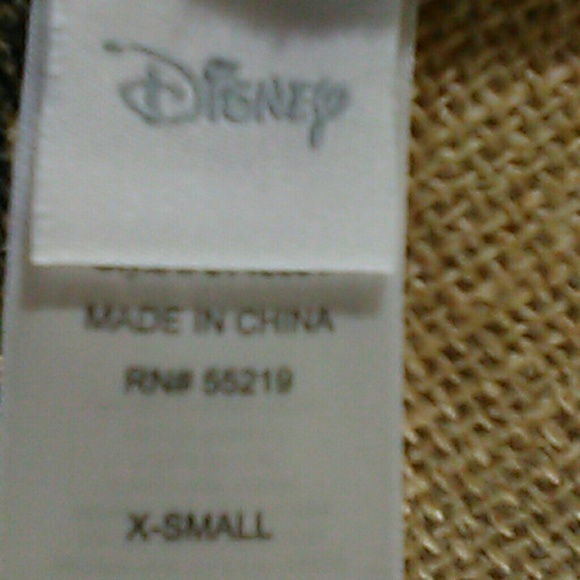 Disney
MADE IN CHINA
RN# 55219
X-SMALL